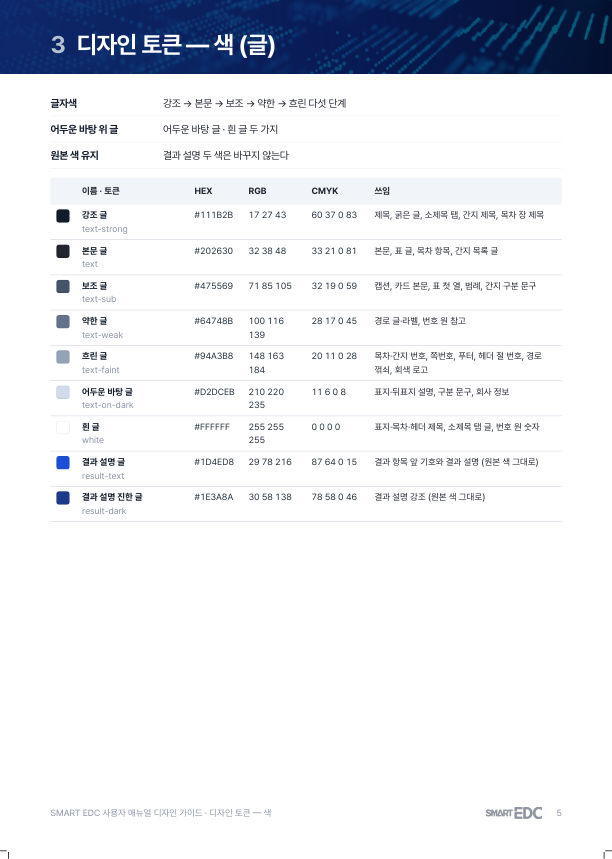 3 디자인 토큰 — 색 (글)
글자색 강조 → 본문 → 보조 → 약한 → 흐린 다섯 단계
어두운 바탕 위 글 어두운 바탕 글 · 흰 글 두 가지
원본 색 유지 결과 설명 두 색은 바꾸지 않는다
이름 · 토큰 HEX RGB CMYK 쓰임
강조 글 #111B2B 17 27 43 60 37 0 83 제목, 굵은 글, 소제목 탭, 간지 제목, 목차 장 제목
text-strong
본문 글 #202630 32 38 48 33 21 0 81 본문, 표 글, 목차 항목, 간지 목록 글
text
보조 글 #475569 71 85 105 32 19 0 59 캡션, 카드 본문, 표 첫 열, 범례, 간지 구분 문구
text-sub
약한 글 #64748B 100 116 28 17 0 45 경로 글·라벨, 번호 원 참고
text-weak 139
흐린 글 #94A3B8 148 163 20 11 0 28 목차·간지 번호, 쪽번호, 푸터, 헤더 절 번호, 경로
text-faint 184 꺾쇠, 회색 로고
어두운 바탕 글 #D2DCEB 210 220 11 6 0 8 표지·뒤표지 설명, 구분 문구, 회사 정보
text-on-dark 235
흰 글 #FFFFFF 255 255 0 0 0 0 표지·목차·헤더 제목, 소제목 탭 글, 번호 원 숫자
white 255
결과 설명 글 #1D4ED8 29 78 216 87 64 0 15 결과 항목 앞 기호와 결과 설명 (원본 색 그대로)
result-text
결과 설명 진한 글 #1E3A8A 30 58 138 78 58 0 46 결과 설명 강조 (원본 색 그대로)
result-dark
SMART EDC 사용자 매뉴얼 디자인 가이드 · 디자인 토큰 — 색 SMART EDC 5